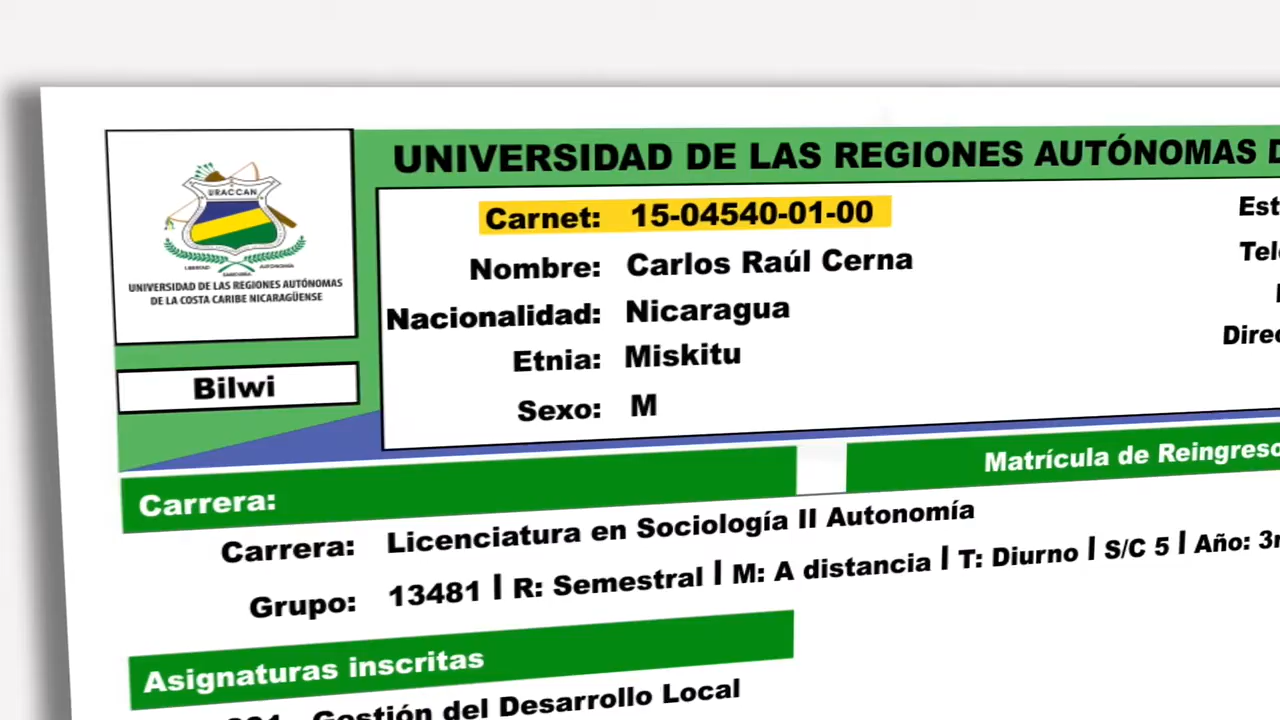 UNIVERSIDAD DE LAS REGIONES AUTÓNOMAS
URACCAN
LIBERTAD
AUTONOMÍA
UNIVERSIDAD DE LAS REGIONES AUTÓNOMAS
DE LA COSTA CARIBE NICARAGÜENSE
Bilwi
Carnet: 15-04540-01-00
Nombre: Carlos Raúl Cerna
Nacionalidad: Nicaragua
Etnia: Miskitu
Sexo: M
Carrera:
Matrícula de Reingreso
Carrera: Licenciatura en Sociología II Autonomía
Grupo: 13481 | R: Semestral | M: A distancia | T: Diurno | S/C 5 | Año:
Asignaturas inscritas
Gestión del Desarrollo Local